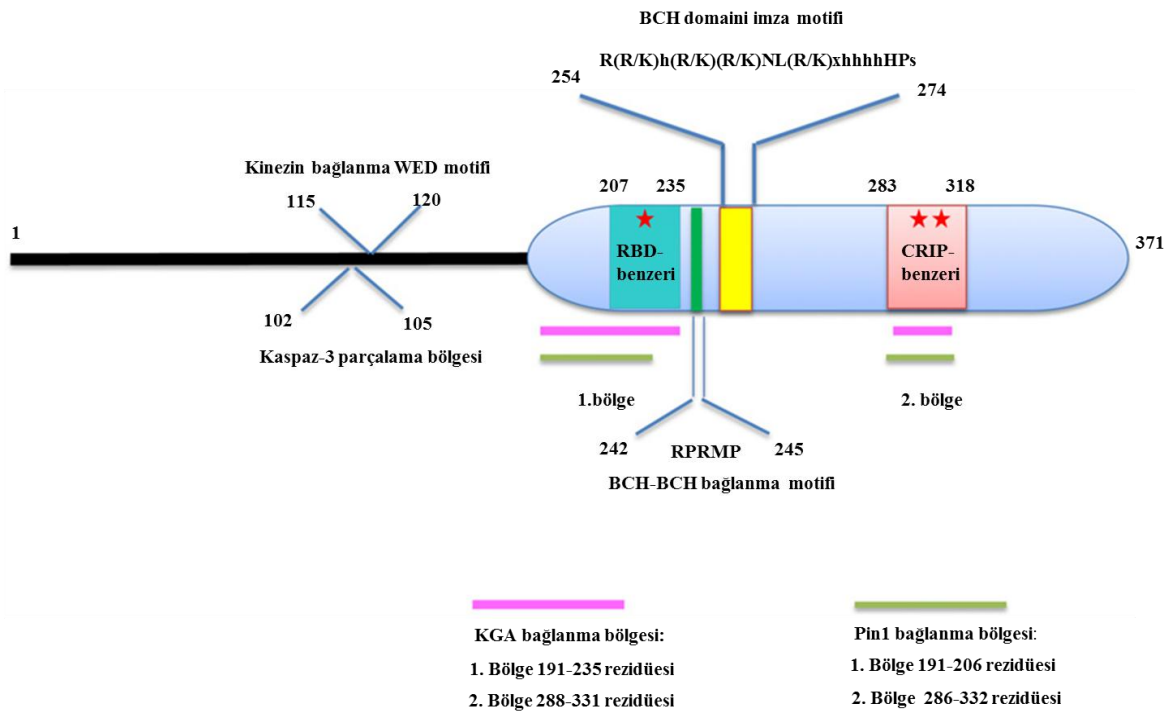 BCH domaini imza motifi
R(R/K)h(R/K)(R/K)NL(R/K)xhhhhHPs
254
274
Kinezin bağlanma WED motifi
115
120
207
235
283
318
1
RBD-
benzeri
CRIP-
benzeri
371
102
105
Kaspaz-3 parçalama bölgesi
1.bölge
2. bölge
242
RPRMP
245
BCH-BCH bağlanma motifi
KGA bağlanma bölgesi:
1. Bölge 191-235 rezidüesi
2. Bölge 288-331 rezidüesi
Pin1 bağlanma bölgesi:
1. Bölge 191-206 rezidüesi
2. Bölge 286-332 rezidüesi